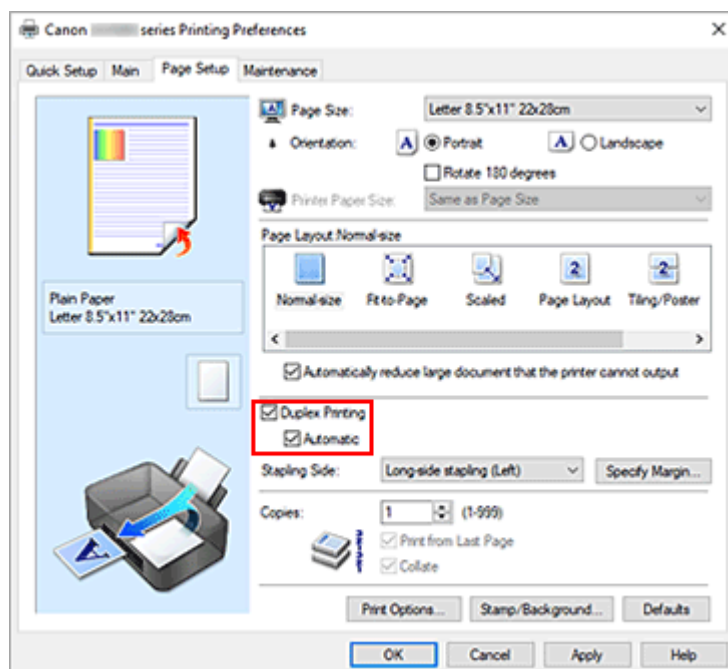 Canon series Printing Preferences
Quick Setup Main Page Setup Maintenance
Page Size: Letter 8.5"x11" 22x28cm
Orientation: A Portrait A Landscape
Rotate 180 degrees
Printer Paper Size: Same as Page Size
Page Layout:Normal-size
Normal-size Fit-to-Page Scaled Page Layout Tiling/Poster
Plain Paper
Letter 8.5"x11" 22x28cm
Automatically reduce large document that the printer cannot output
Duplex Printing
Automatic
Stapling Side: Long-side stapling (Left) Specify Margin...
Copies: 1 (1-999)
Print from Last Page
Collate
Print Options... Stamp/Background... Defaults
OK Cancel Apply Help